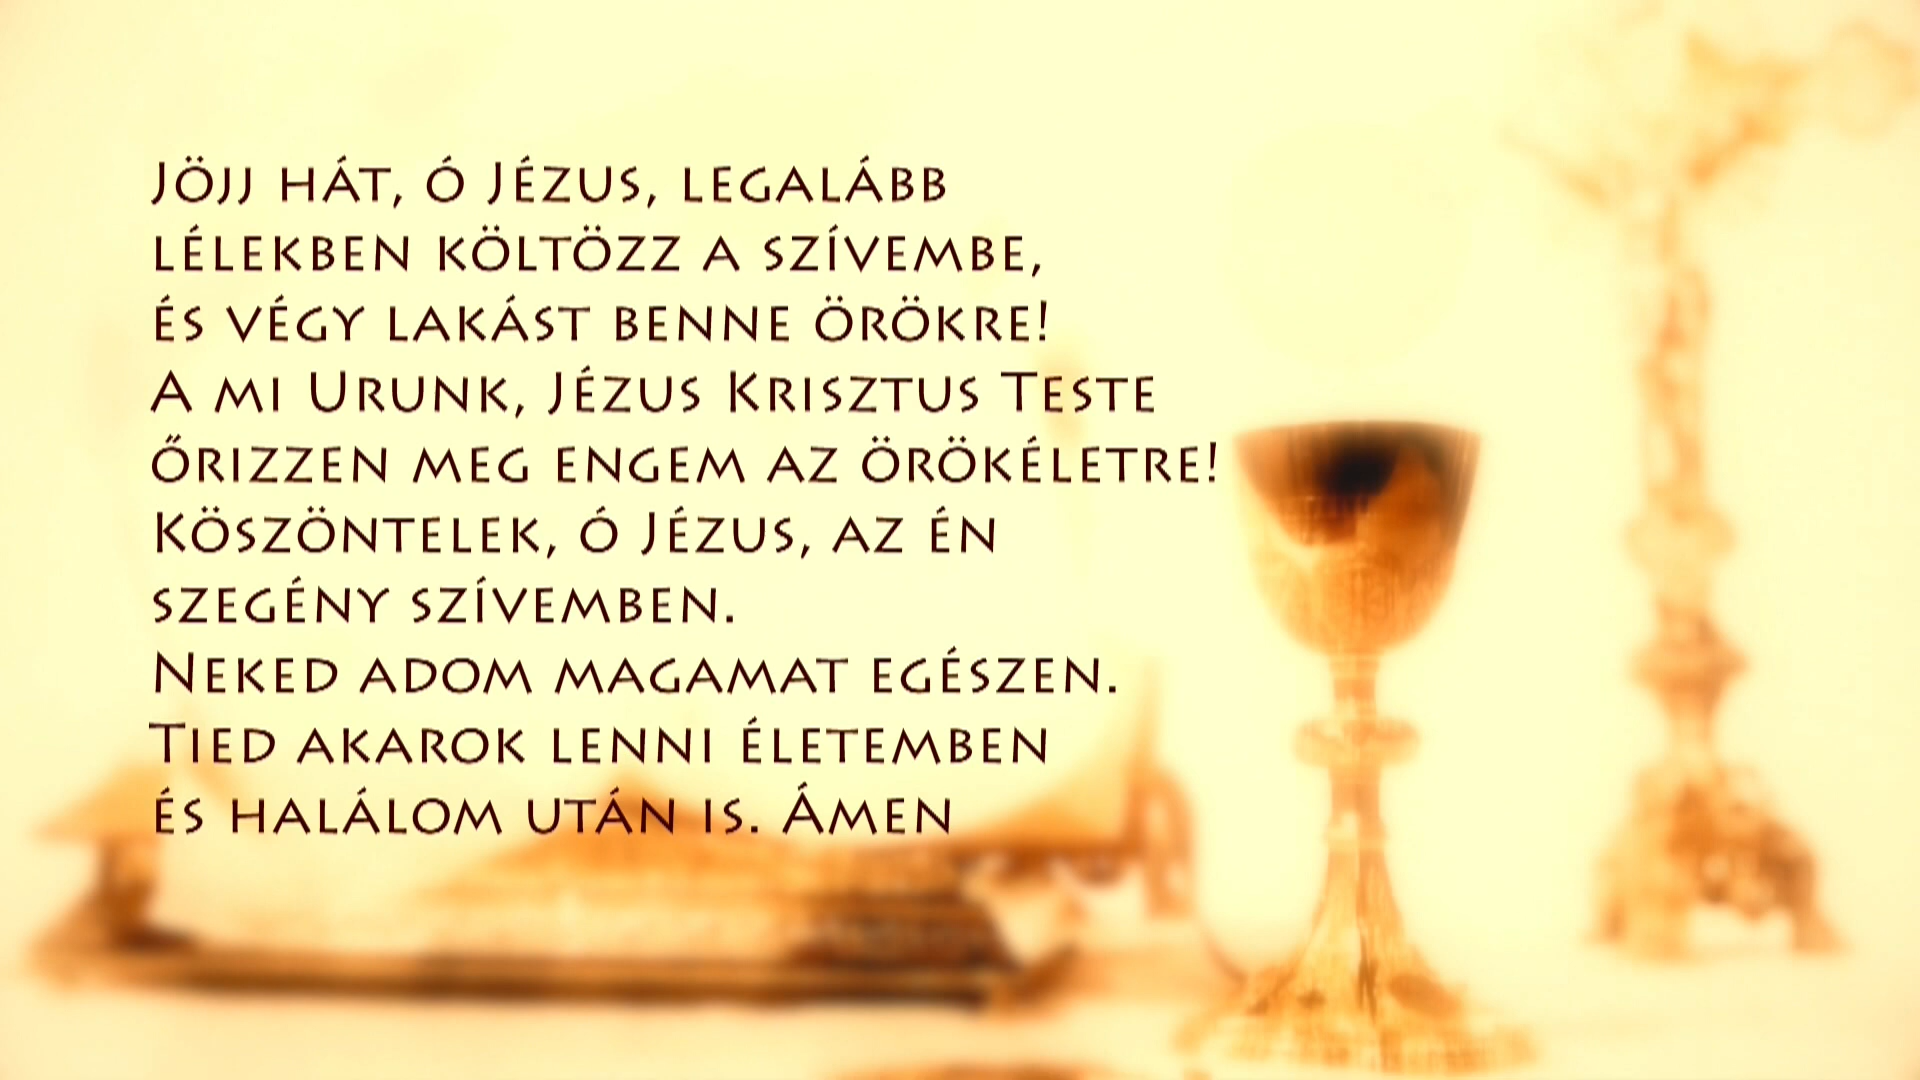 Jöjj hát, ó Jézus, legalább
lélekben költözz a szívembe,
és végy lakást benne örökre!
A mi Urunk, Jézus Krisztus Teste
őrizzen meg engem az örökéletre!
Köszöntelek, ó Jézus, az én
szegény szívemben.
Neked adom magamat egészen.
Tied akarok lenni életemben
és halálom után is. Ámen